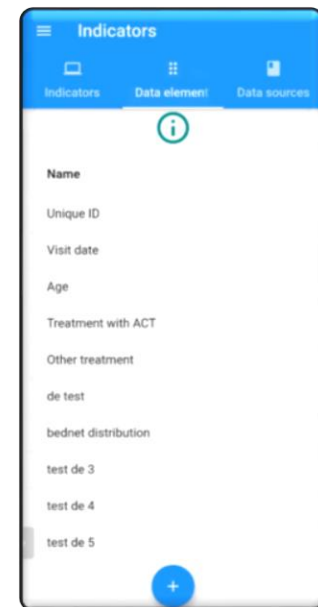 Indicators
Indicators Data element Data sources
Name
Unique ID
Visit date
Age
Treatment with ACT
Other treatment
de test
bednet distribution
test de 3
test de 4
test de 5